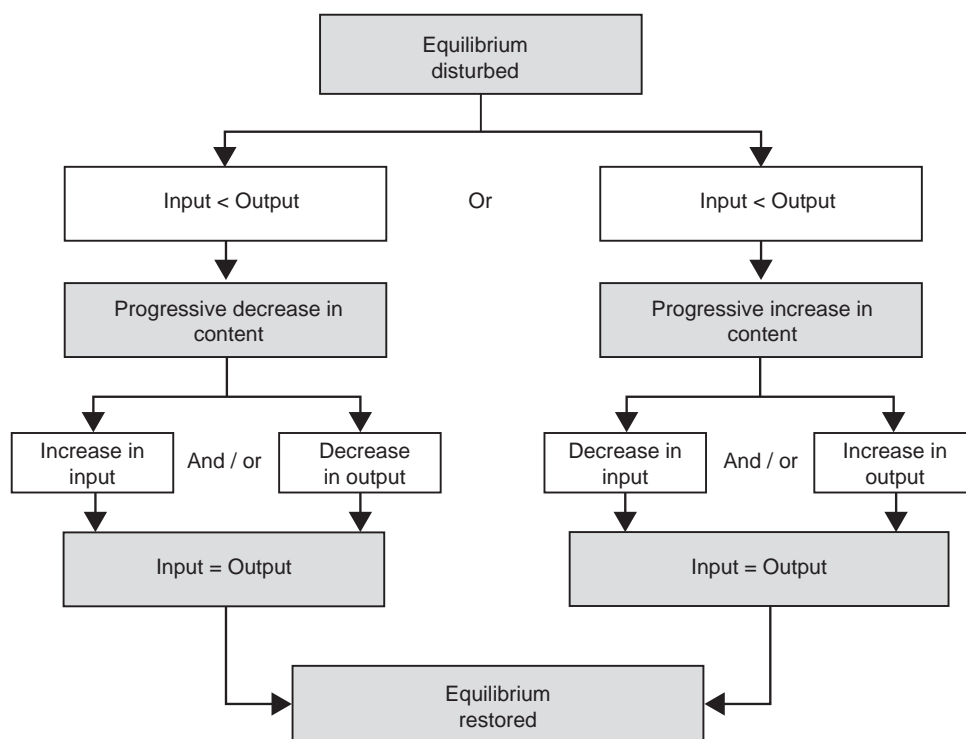 Equilibrium
disturbed
Input < Output
Or
Input < Output
Progressive decrease in
content
Progressive increase in
content
Increase in
input
And / or
Decrease
in output
Decrease in
input
And / or
Increase in
output
Input = Output
Input = Output
Equilibrium
restored